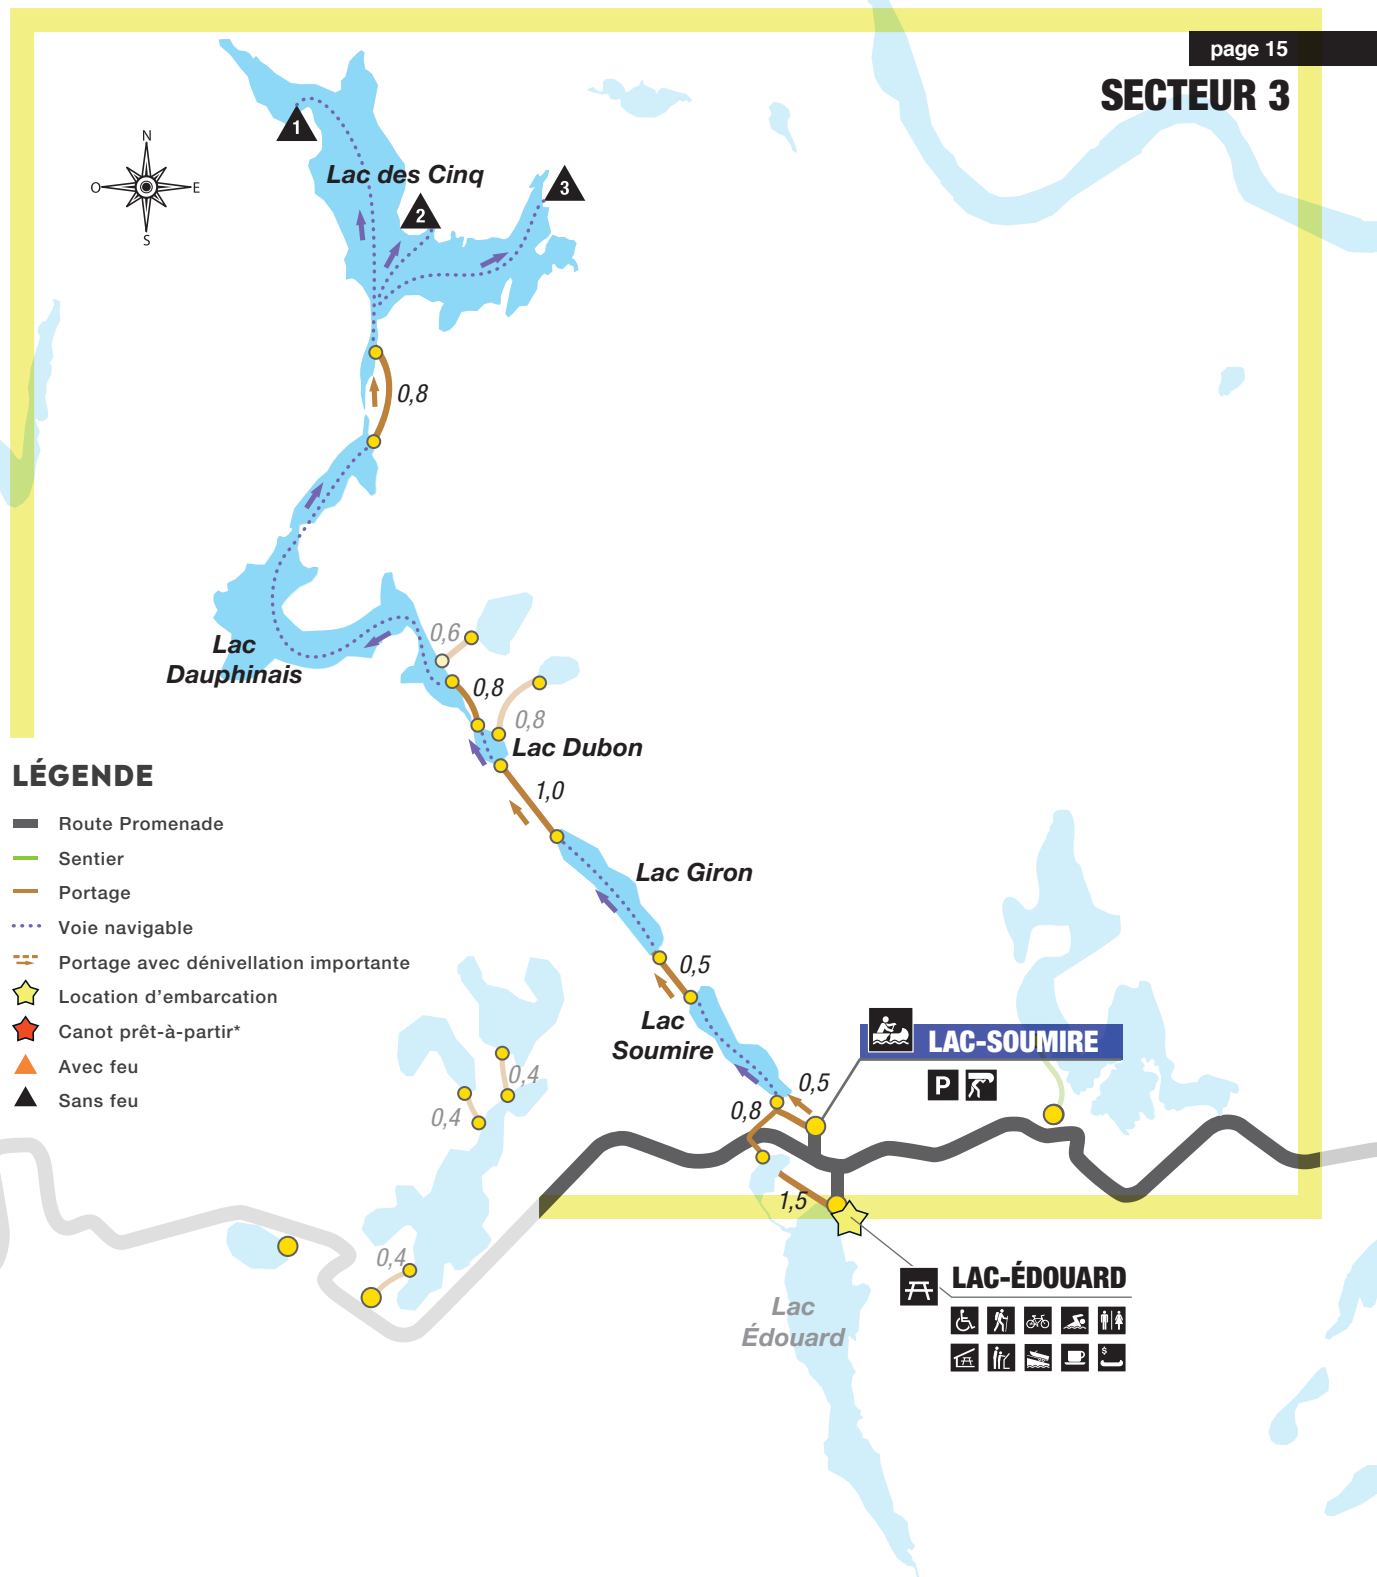 page 15
SECTEUR 3
1
N
O
E
S
Lac des Cinq
3
2
0,8
0,6
Lac
Dauphinais
0,8
0,8
Lac Dubon
LÉGENDE
1,0
Route Promenade
Sentier
Lac Giron
Portage
Voie navigable
Portage avec dénivellation importante
0,5
Location d'embarcation
Canot prêt-à-partir*
Lac
Soumire
LAC-SOUMIRE
Avec feu
Sans feu
0,4
0,4
P
0,5
0,8
1,5
0,4
LAC-ÉDOUARD
Lac
Édouard
$